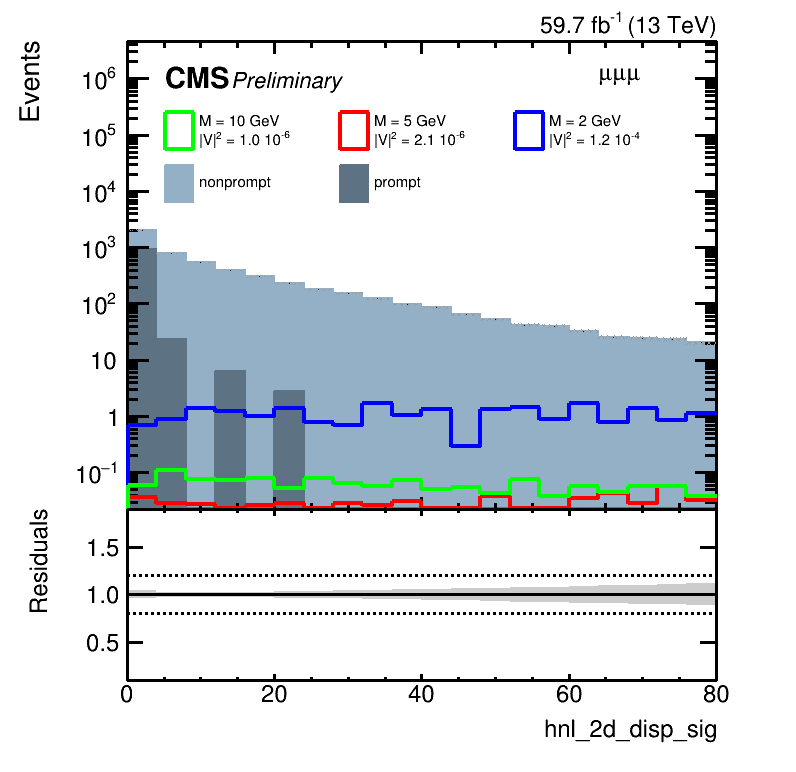 59.7 fb⁻¹ (13 TeV)
Events
CMS Preliminary
μμμ
M = 10 GeV
|V|² = 1.0 10⁻⁶
M = 5 GeV
|V|² = 2.1 10⁻⁶
M = 2 GeV
|V|² = 1.2 10⁻⁴
nonprompt
prompt
10⁶
10⁵
10⁴
10³
10²
10
1
10⁻¹
Residuals
1.5
1.0
0.5
0 20 40 60 80
hnl_2d_disp_sig